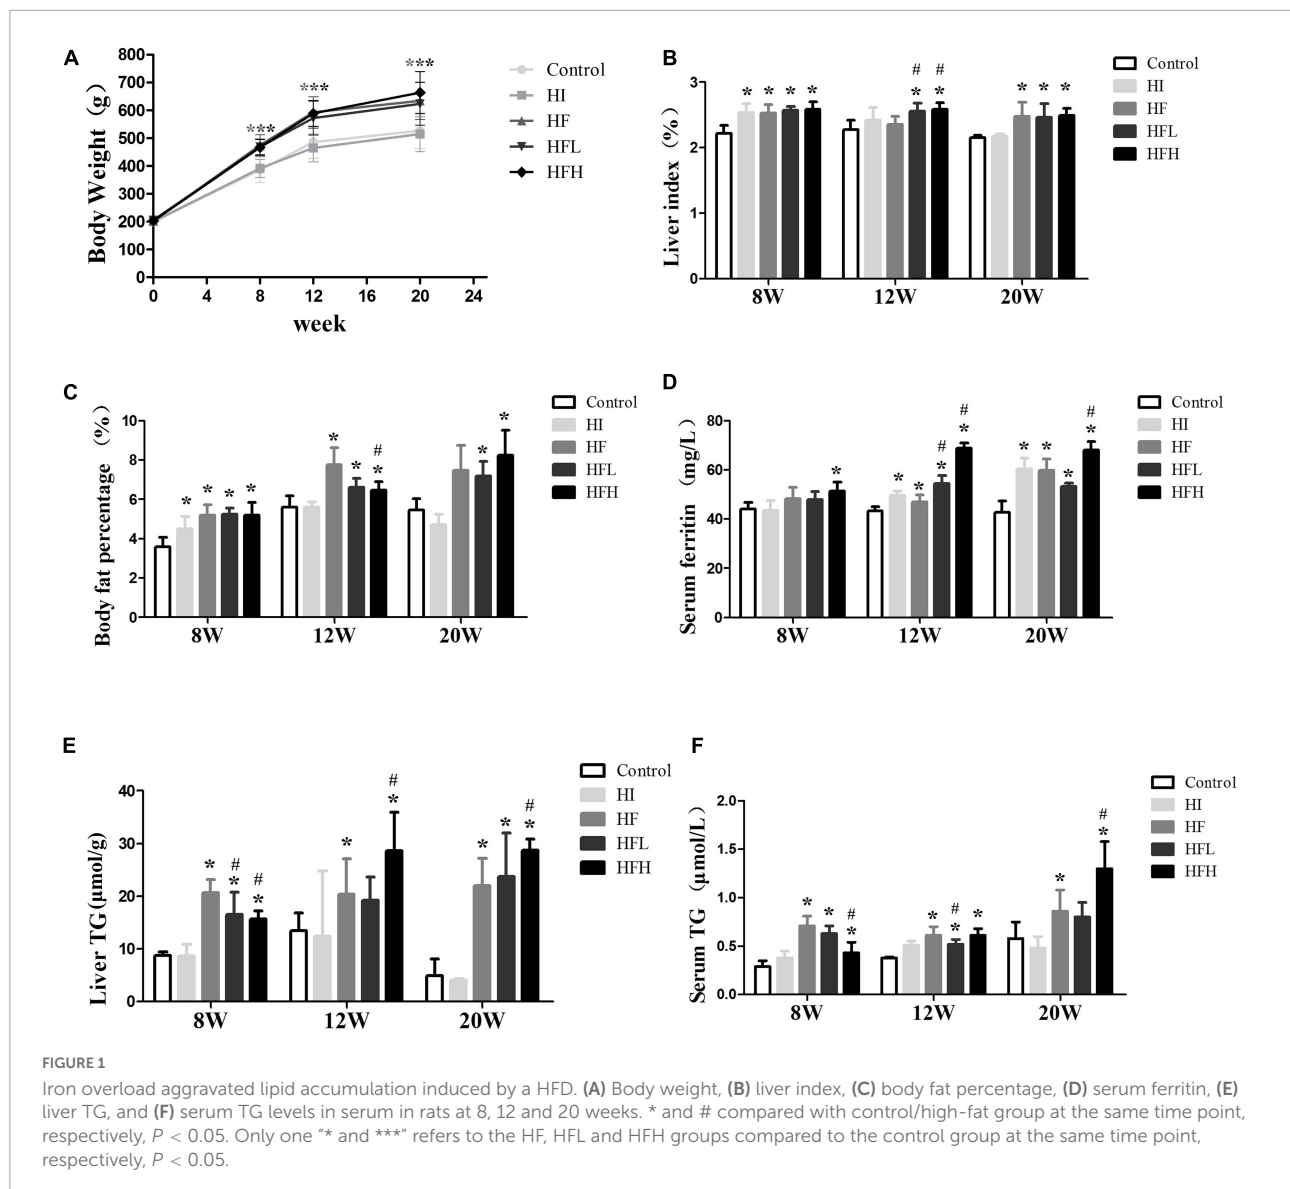 A
Body Weight (g)
800
700
600
500
400
300
200
100
0
***
***
***
0 4 8 12 16 20 24
week
Control
HI
HF
HFL
HFH
B
Liver index (%)
3
2
1
0
# #
* * * * * * * * *
8W 12W 20W
Control
HI
HF
HFL
HFH
C
Body fat percentage (%)
10
8
6
4
2
0
#
* * * * * * * * *
8W 12W 20W
Control
HI
HF
HFL
HFH
D
Serum ferritin (mg/L)
80
60
40
20
0
# # #
* * * * * * * * *
8W 12W 20W
Control
HI
HF
HFL
HFH
E
Liver TG(μmol/g)
40
30
20
10
0
# # # #
* * * * * * * *
8W 12W 20W
Control
HI
HF
HFL
HFH
F
Serum TG (μmol/L)
2.0
1.5
1.0
0.5
0.0
# # #
* * * * * * * *
8W 12W 20W
Control
HI
HF
HFL
HFH
FIGURE 1
Iron overload aggravated lipid accumulation induced by a HFD. (A) Body weight, (B) liver index, (C) body fat percentage, (D) serum ferritin, (E)
liver TG, and (F) serum TG levels in serum in rats at 8, 12 and 20 weeks. * and # compared with control/high-fat group at the same time point,
respectively, P < 0.05. Only one "* and ***" refers to the HF, HFL and HFH groups compared to the control group at the same time point,
respectively, P < 0.05.